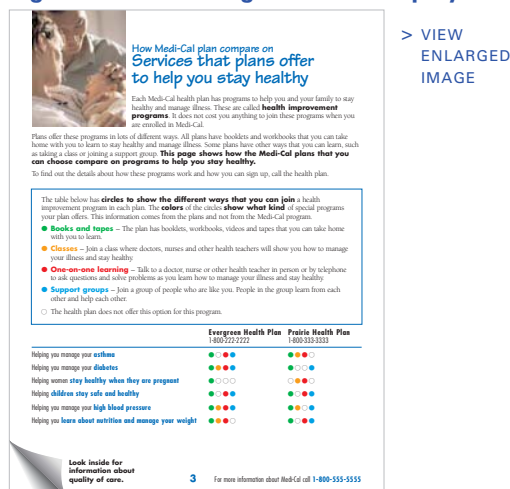 > VIEW
ENLARGED
IMAGE
How Medi-Cal plan compare on
Services that plans offer
to help you stay healthy
Each Medi-Cal health plan has programs to help you and your family to stay
healthy and manage illness. These are called health improvement
programs. It does not cost you anything to join these programs when you
are enrolled in Medi-Cal.
Plans offer these programs in lots of different ways. All plans have booklets and workbooks that you can take
home with you to learn to stay healthy and manage illness. Some plans have other ways that you can learn, such
as taking a class or joining a support group. This page shows how the Medi-Cal plans that you
can choose compare on programs to help you stay healthy.
To find out the details about how these programs work and how you can sign up, call the health plan.
The table below has circles to show the different ways that you can join a health
improvement program in each plan. The colors of the circles show what kind of special programs
your plan offers. This information comes from the plans and not from the Medi-Cal program.
Books and tapes – The plan has booklets, workbooks, videos and tapes that you can take home
with you to learn.
Classes – Join a class where doctors, nurses and other health teachers will show you how to manage
your illness and stay healthy.
One-on-one learning – Talk to a doctor, nurse or other health teacher in person or by telephone
to ask questions and solve problems as you learn how to manage your illness and stay healthy.
Support groups – Join a group of people who are like you. People in the group learn from each
other and help each other.
The health plan does not offer this option for this program.
Evergreen Health Plan Prairie Health Plan
1-800-222-2222 1-800-333-3333
Helping you manage your asthma
Helping you manage your diabetes
Helping women stay healthy when they are pregnant
Helping children stay safe and healthy
Helping you manage your high blood pressure
Helping you learn about nutrition and manage your weight
Look inside for
information about
quality of care.
3 For more information about Medi-Cal call 1-800-555-5555